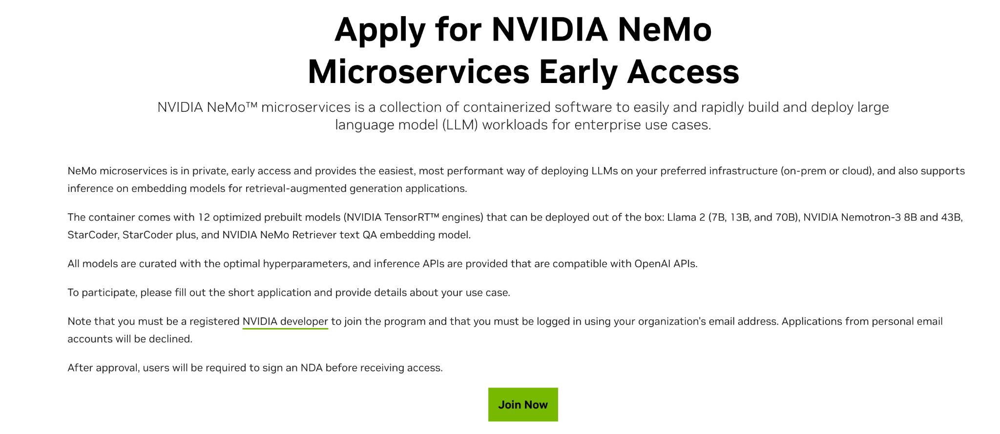 Apply for NVIDIA NeMo
Microservices Early Access
NVIDIA NeMo™ microservices is a collection of containerized software to easily and rapidly build and deploy large
language model (LLM) workloads for enterprise use cases.
NeMo microservices is in private, early access and provides the easiest, most performant way of deploying LLMs on your preferred infrastructure (on-prem or cloud), and also supports
inference on embedding models for retrieval-augmented generation applications.
The container comes with 12 optimized prebuilt models (NVIDIA TensorRT™ engines) that can be deployed out of the box: Llama 2 (7B, 13B, and 70B), NVIDIA Nemotron-3 8B and 43B,
StarCoder, StarCoder plus, and NVIDIA NeMo Retriever text QA embedding model.
All models are curated with the optimal hyperparameters, and inference APIs are provided that are compatible with OpenAI APIs.
To participate, please fill out the short application and provide details about your use case.
Note that you must be a registered NVIDIA developer to join the program and that you must be logged in using your organization's email address. Applications from personal email
accounts will be declined.
After approval, users will be required to sign an NDA before receiving access.
Join Now